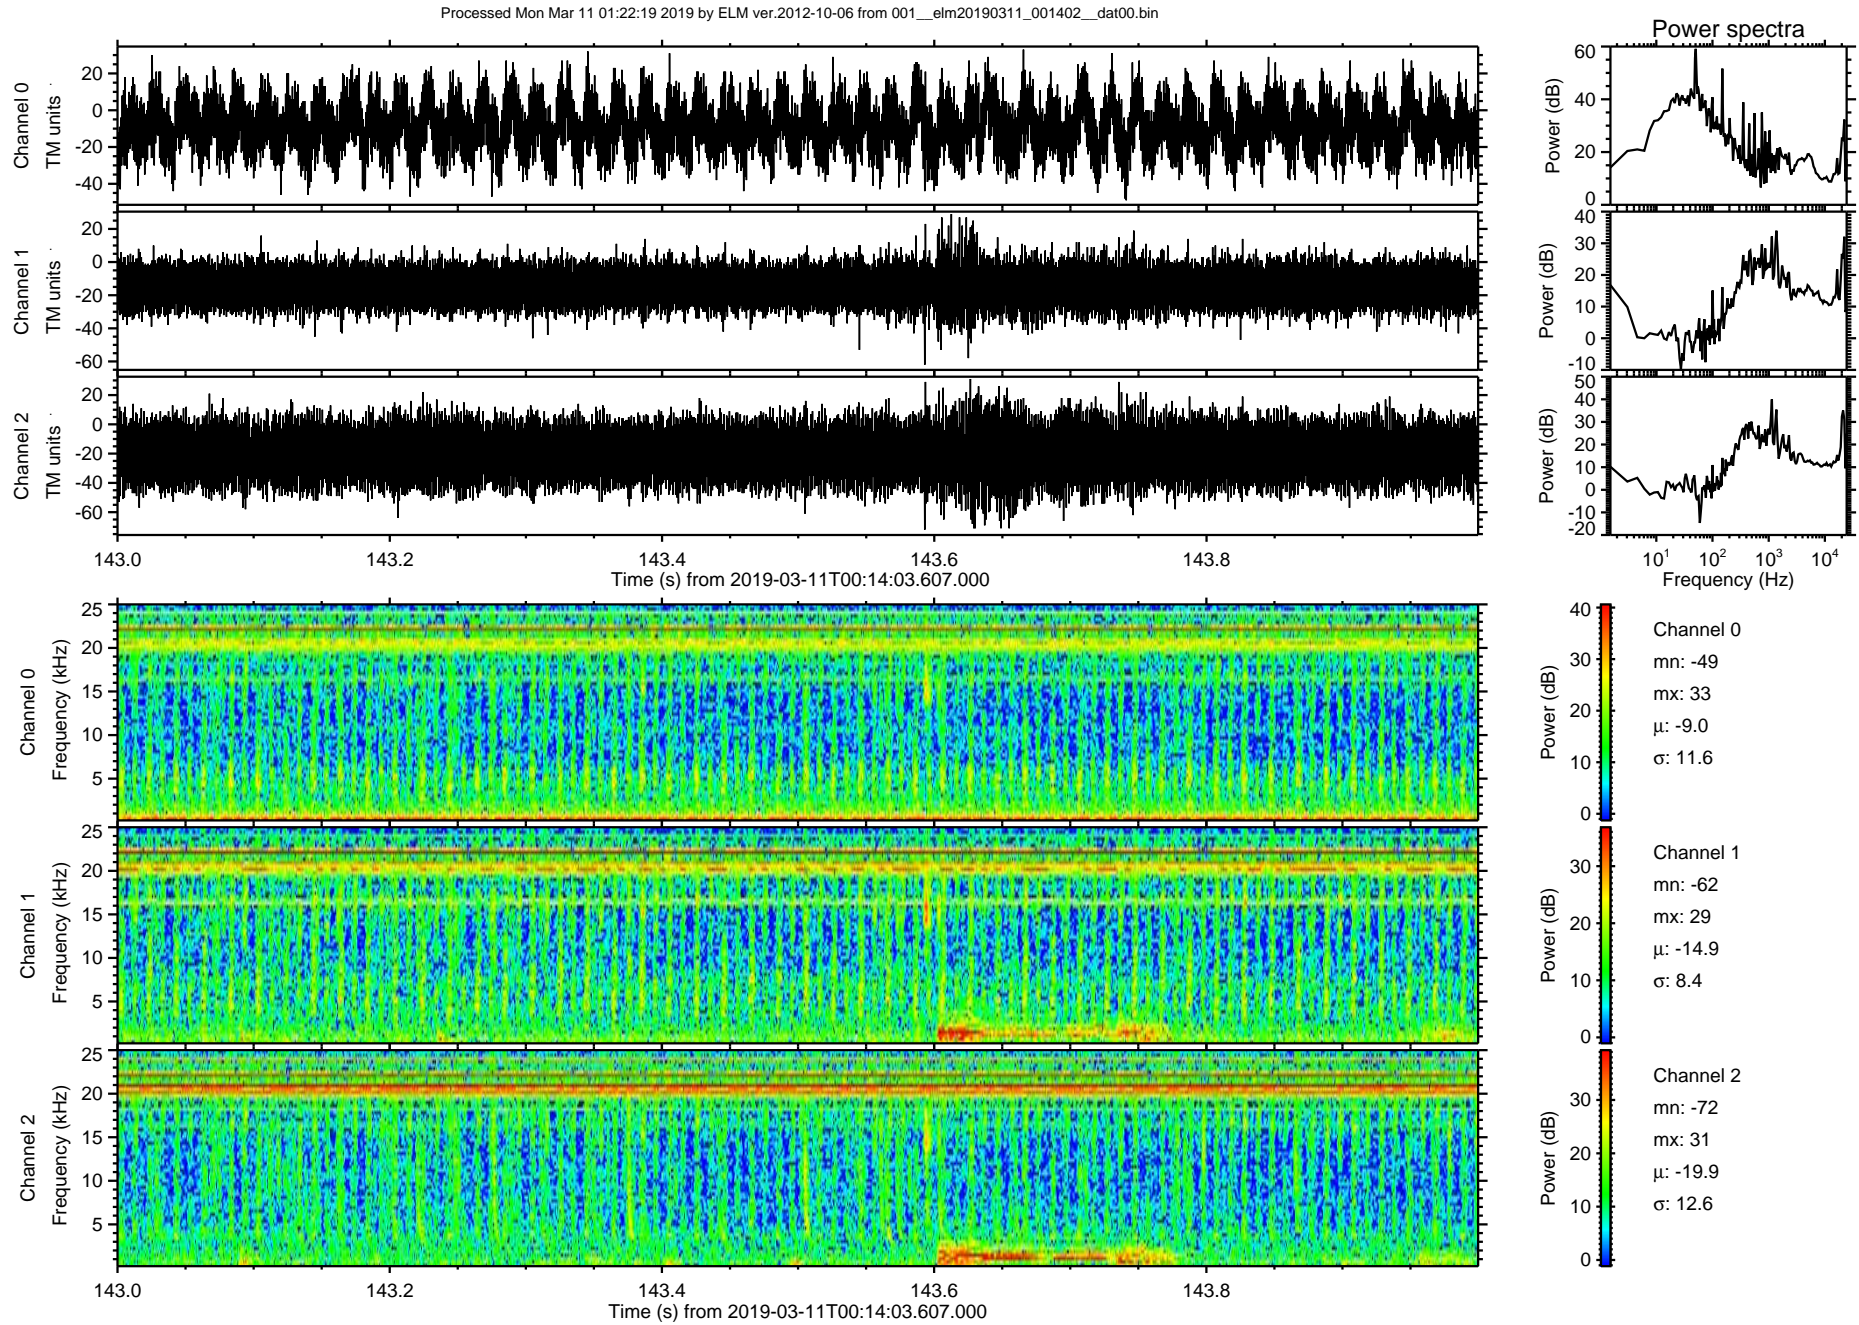 Processed Mon Mar 11 01:22:19 2019 by ELM ver.2012-10-06 from 001__elm20190311_001402__dat00.bin
Power spectra
Channel 0
TM units
20
0
-20
-40
Power (dB)
60
40
20
0
Channel 1
TM units
20
0
-20
-40
-60
Power (dB)
40
30
20
10
0
-10
Channel 2
TM units
20
0
-20
-40
-60
Power (dB)
50
40
30
20
10
0
-10
-20
143.0 143.2 143.4 143.6 143.8
Time (s) from 2019-03-11T00:14:03.607.000
10¹ 10² 10³ 10⁴
Frequency (Hz)
Channel 0
Frequency (kHz)
25
20
15
10
5
Power (dB)
40
30
20
10
0
Channel 0
mn: -49
mx: 33
μ: -9.0
σ: 11.6
Channel 1
Frequency (kHz)
25
20
15
10
5
Power (dB)
30
20
10
0
Channel 1
mn: -62
mx: 29
μ: -14.9
σ: 8.4
Channel 2
Frequency (kHz)
25
20
15
10
5
Power (dB)
30
20
10
0
Channel 2
mn: -72
mx: 31
μ: -19.9
σ: 12.6
143.0 143.2 143.4 143.6 143.8
Time (s) from 2019-03-11T00:14:03.607.000